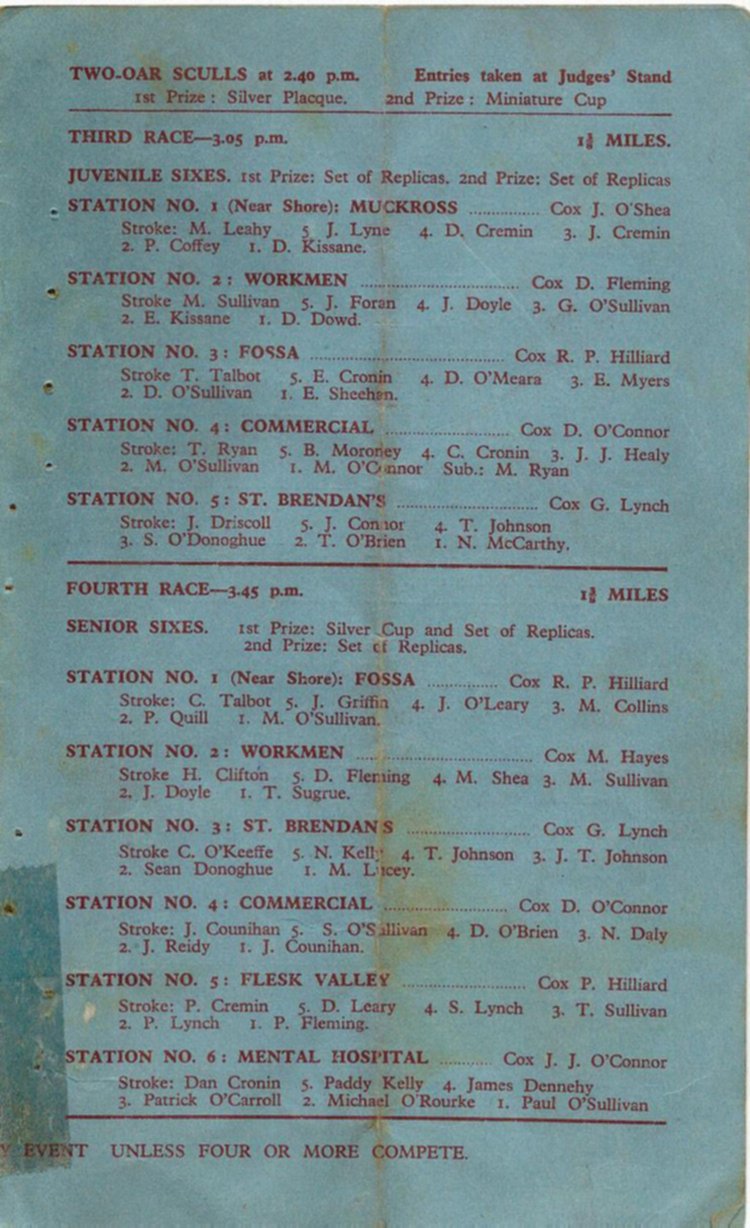 TWO-OAR SCULLS at 2.40 p.m. Entries taken at Judges' Stand
1st Prize: Silver Placque. 2nd Prize: Miniature Cup
THIRD RACE—3.05 p.m. MILES.
JUVENILE SIXES. 1st Prize: Set of Replicas. 2nd Prize: Set of Replicas
STATION NO. 1 (Near Shore): MUCKROSS .............. Cox J. O'Shea
Stroke: M. Leahy 5. J. Lyne 4. D. Cremin 3. J. Cremin
2. P. Coffey 1. D. Kissane.
STATION NO. 2: WORKMEN ................................ Cox D. Fleming
Stroke M. Sullivan 5. J. Foran 4. J. Doyle 3. G. O'Sullivan
2. E. Kissane 1. D. Dowd.
STATION NO. 3: FOSSA ....................................... Cox R. P. Hilliard
Stroke T. Talbot 5. E. Cronin 4. D. O'Meara 3. E. Myers
2. D. O'Sullivan 1. E. Sheehan.
STATION NO. 4: COMMERCIAL ......................... Cox D. O'Connor
Stroke: T. Ryan 5. B. Moroney 4. C. Cronin 3. J. J. Healy
2. M. O'Sullivan 1. M. O'Connor Sub.: M. Ryan
STATION NO. 5: ST. BRENDAN'S ............................ Cox G. Lynch
Stroke: J. Driscoll 5. J. Connor 4. T. Johnson
3. S. O'Donoghue 2. T. O'Brien 1. N. McCarthy.
FOURTH RACE—3.45 p.m. MILES
SENIOR SIXES. 1st Prize: Silver Cup and Set of Replicas.
2nd Prize: Set of Replicas.
STATION NO. 1 (Near Shore): FOSSA .............. Cox R. P. Hilliard
Stroke: C. Talbot 5. J. Griffin 4. J. O'Leary 3. M. Collins
2. P. Quill 1. M. O'Sullivan.
STATION NO. 2: WORKMEN ................................... Cox M. Hayes
Stroke H. Clifton 5. D. Fleming 4. M. Shea 3. M. Sullivan
2. J. Doyle 1. T. Sugrue.
STATION NO. 3: ST. BRENDAN'S ......................... Cox G. Lynch
Stroke C. O'Keeffe 5. N. Kelly 4. T. Johnson 3. J. T. Johnson
2. Sean Donoghue 1. M. Lucey.
STATION NO. 4: COMMERCIAL ......................... Cox D. O'Connor
Stroke: J. Counihan 5. S. O'Sullivan 4. D. O'Brien 3. N. Daly
2. J. Reidy 1. J. Counihan.
STATION NO. 5: FLESK VALLEY ......................... Cox P. Hilliard
Stroke: P. Cremin 5. D. Leary 4. S. Lynch 3. T. Sullivan
2. P. Lynch 1. P. Fleming.
STATION NO. 6: MENTAL HOSPITAL ........... Cox J. J. O'Connor
Stroke: Dan Cronin 5. Paddy Kelly 4. James Dennehy
3. Patrick O'Carroll 2. Michael O'Rourke 1. Paul O'Sullivan
Y EVENT UNLESS FOUR OR MORE COMPETE.